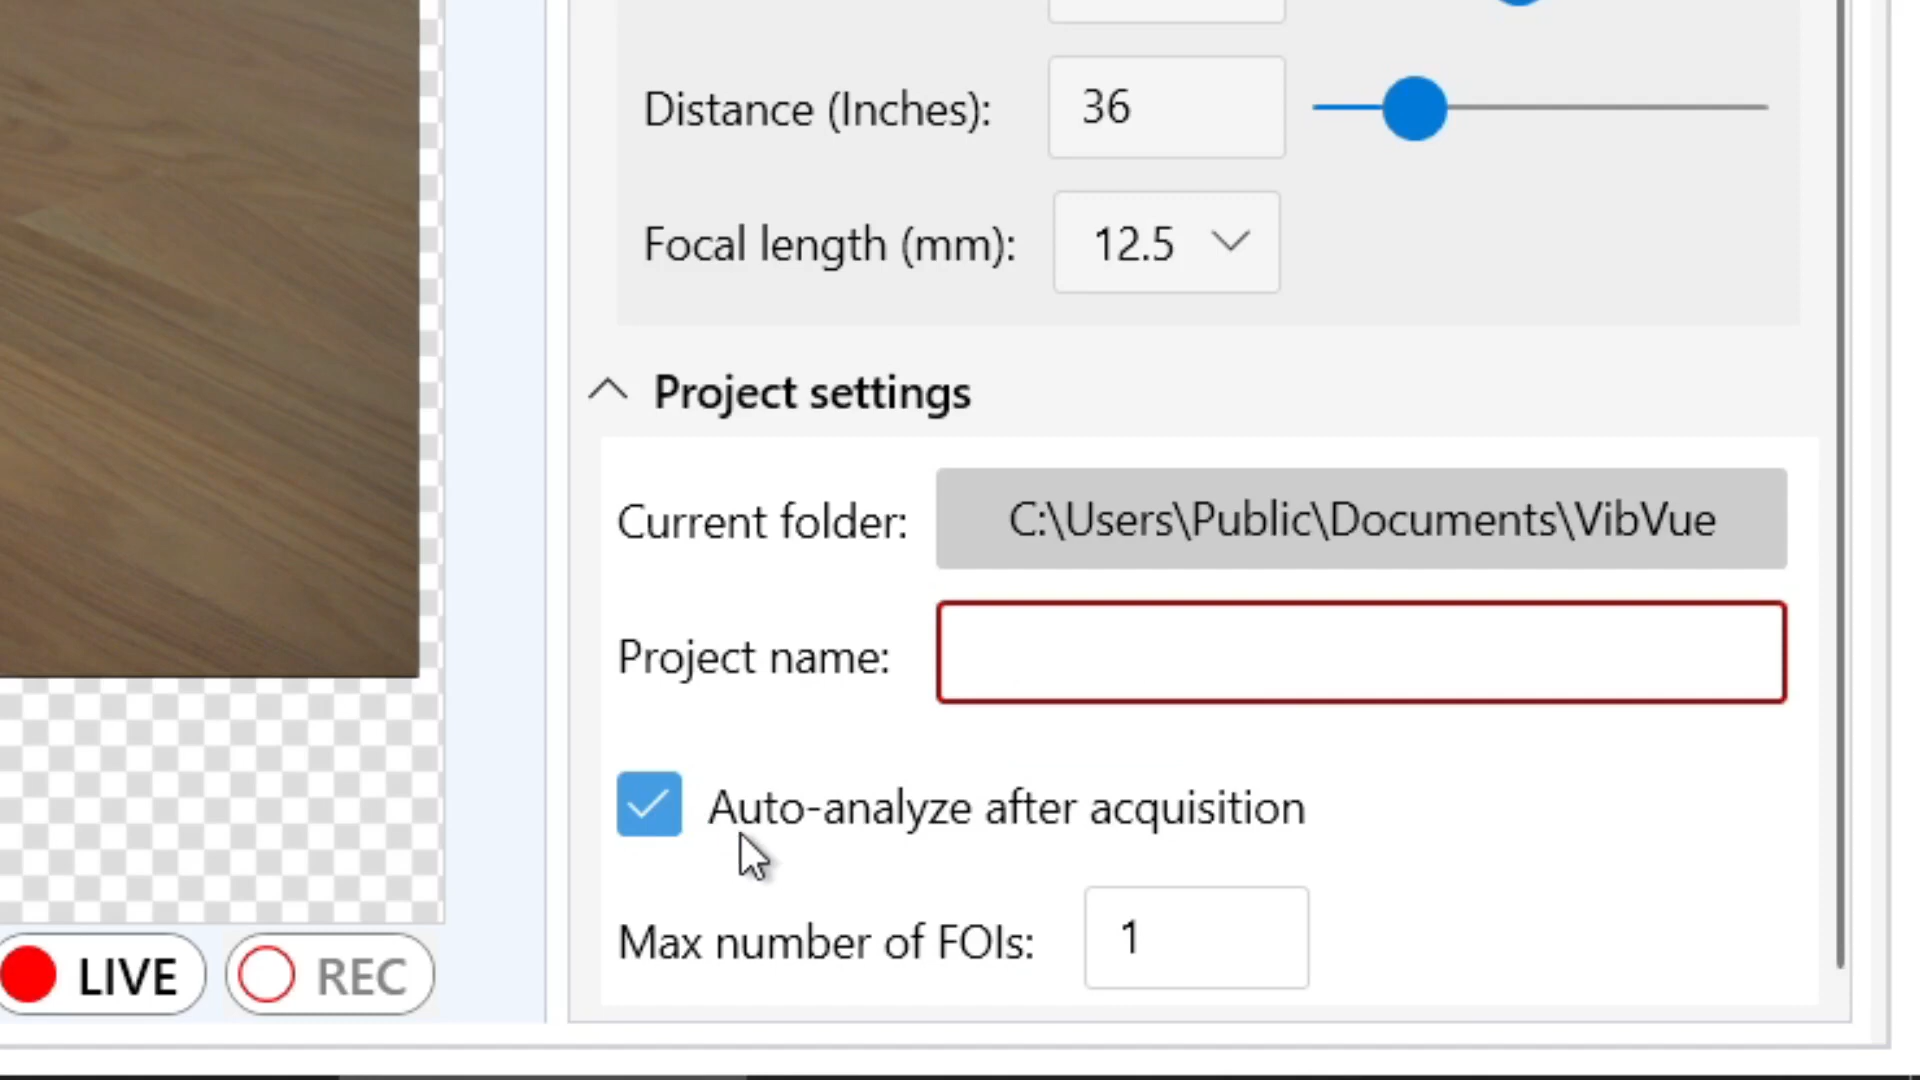 Distance (Inches): 36
Focal length (mm): 12.5
Project settings
Current folder: C:\Users\Public\Documents\VibVue
Project name:
Auto-analyze after acquisition
Max number of FOIs: 1
LIVE REC